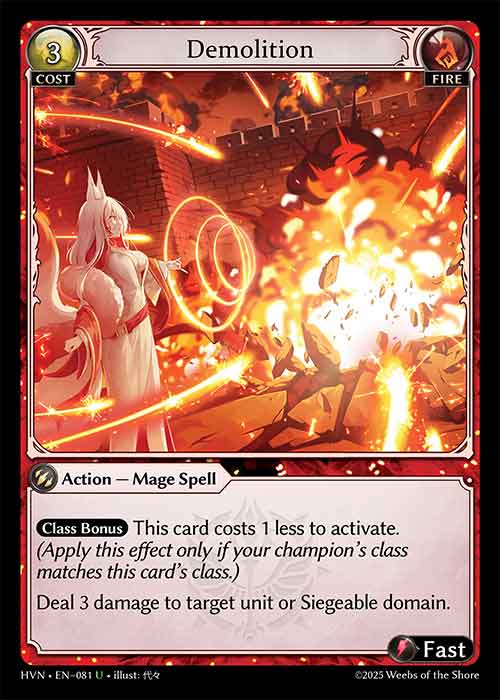 3
Demolition
COST
FIRE
Action — Mage Spell
Class Bonus This card costs 1 less to activate.
(Apply this effect only if your champion's class
matches this card's class.)
Deal 3 damage to target unit or Siegeable domain.
Fast
HVN • EN–081 U • illust: 代々
©2025 Weebs of the Shore